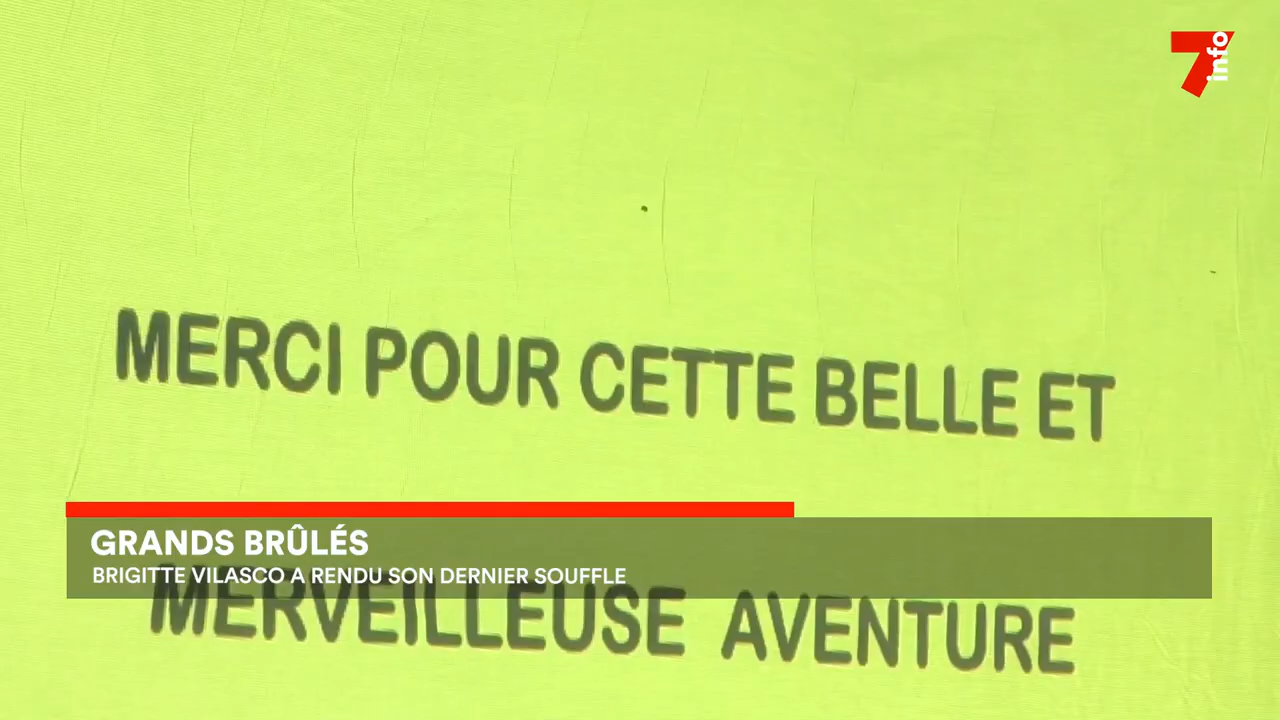 7
info
MERCI POUR CETTE BELLE ET
GRANDS BRÛLÉS
BRIGITTE VILASCO A RENDU SON DERNIER SOUFFLE
MERVEILLEUSE AVENTURE